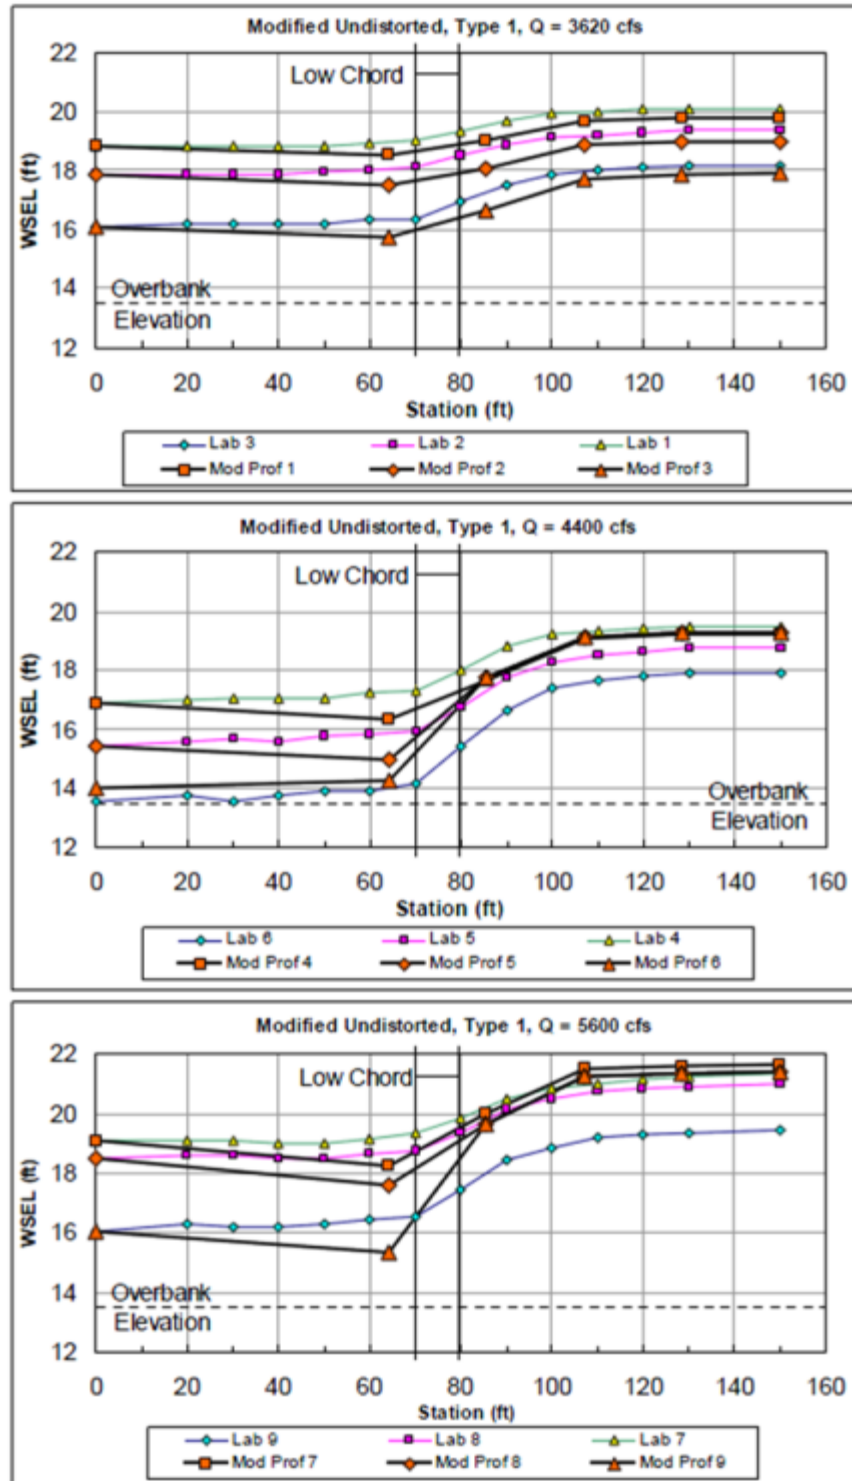 Modified Undistorted, Type 1, Q = 3620 cfs
22
Low Chord
20
18
WSEL (ft)
16
14
Overbank
Elevation
12
0 20 40 60 80 100 120 140 160
Station (ft)
Lab 3 Lab 2 Lab 1
Mod Prof 1 Mod Prof 2 Mod Prof 3
Modified Undistorted, Type 1, Q = 4400 cfs
22
Low Chord
20
18
WSEL (ft)
16
14
Overbank
Elevation
12
0 20 40 60 80 100 120 140 160
Station (ft)
Lab 6 Lab 5 Lab 4
Mod Prof 4 Mod Prof 5 Mod Prof 6
Modified Undistorted, Type 1, Q = 5600 cfs
22
Low Chord
20
18
WSEL (ft)
16
14
Overbank
Elevation
12
0 20 40 60 80 100 120 140 160
Station (ft)
Lab 9 Lab 8 Lab 7
Mod Prof 7 Mod Prof 8 Mod Prof 9